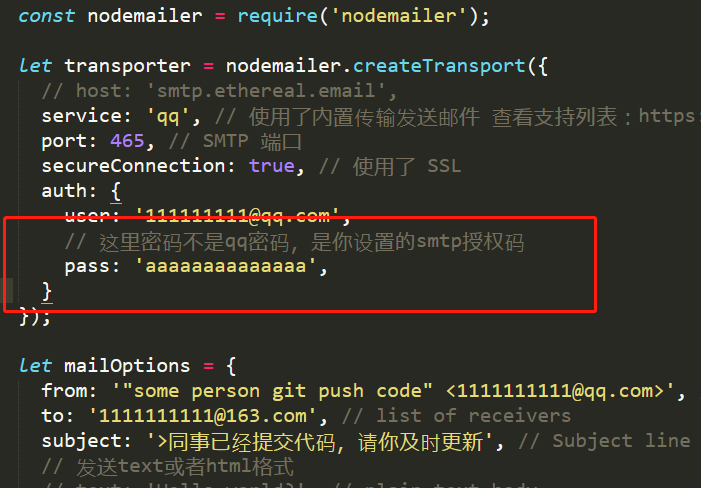 const nodemailer = require('nodemailer');
let transporter = nodemailer.createTransport({
// host: 'smtp.ethereal.email',
service: 'qq', // 使用了内置传输发送邮件 查看支持列表：https:
port: 465, // SMTP 端口
secureConnection: true, // 使用了 SSL
auth: {
user: '111111111@qq.com',
// 这里密码不是qq密码，是你设置的smtp授权码
pass: 'aaaaaaaaaaaaaa',
}
});
let mailOptions = {
from: '"some person git push code" <1111111111@qq.com>',
to: '1111111111@163.com', // list of receivers
subject: '>同事已经提交代码，请你及时更新', // Subject line
// 发送text或者html格式